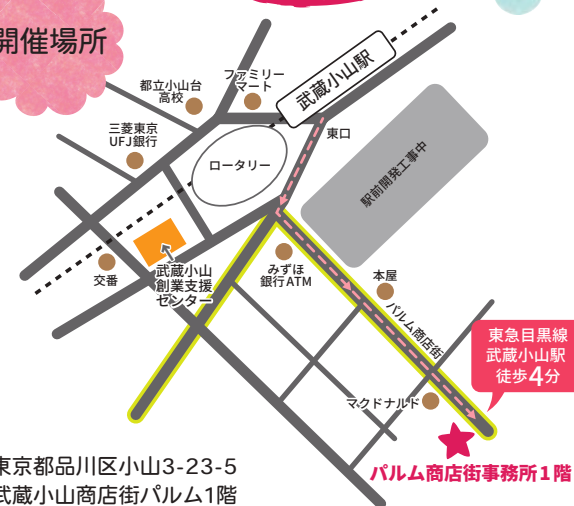 開催場所
武蔵小山駅
ファミリー
マート
都立小山台
高校
三菱東京
UFJ銀行
ロータリー
東口
駅前開発工事中
交番
武蔵小山
創業支援
センター
みずほ
銀行ATM
本屋
パルム商店街
マクドナルド
東急目黒線
武蔵小山駅
徒歩4分
パルム商店街事務所1階
東京都品川区小山3-23-5
武蔵小山商店街パルム1階